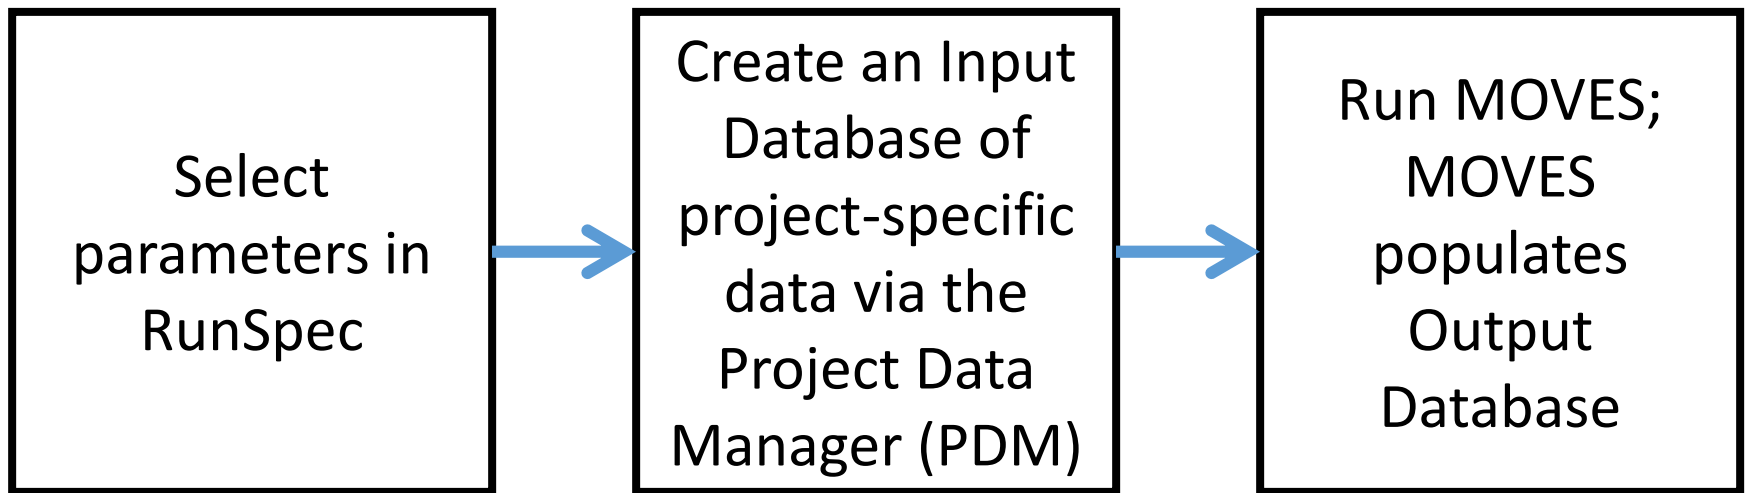 Select
parameters in
RunSpec
Create an Input
Database of
project-specific
data via the
Project Data
Manager (PDM)
Run MOVES;
MOVES
populates
Output
Database